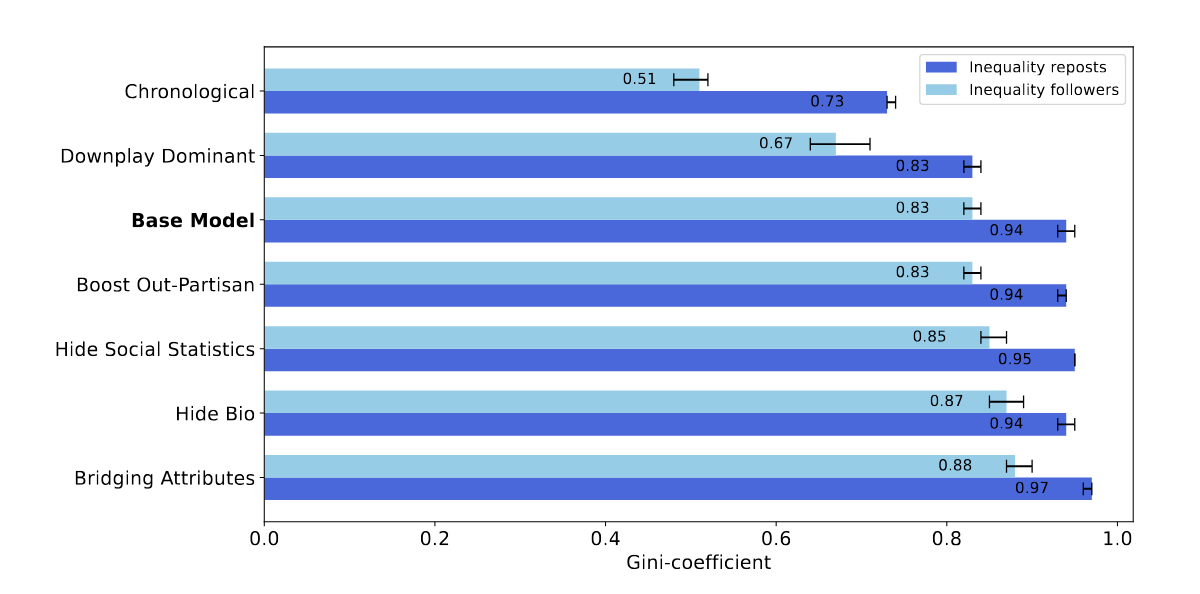 Inequality reposts
Inequality followers
Chronological
0.51
0.73
Downplay Dominant
0.67
0.83
Base Model
0.83
0.94
Boost Out-Partisan
0.83
0.94
Hide Social Statistics
0.85
0.95
Hide Bio
0.87
0.94
Bridging Attributes
0.88
0.97
0.0 0.2 0.4 0.6 0.8 1.0
Gini-coefficient